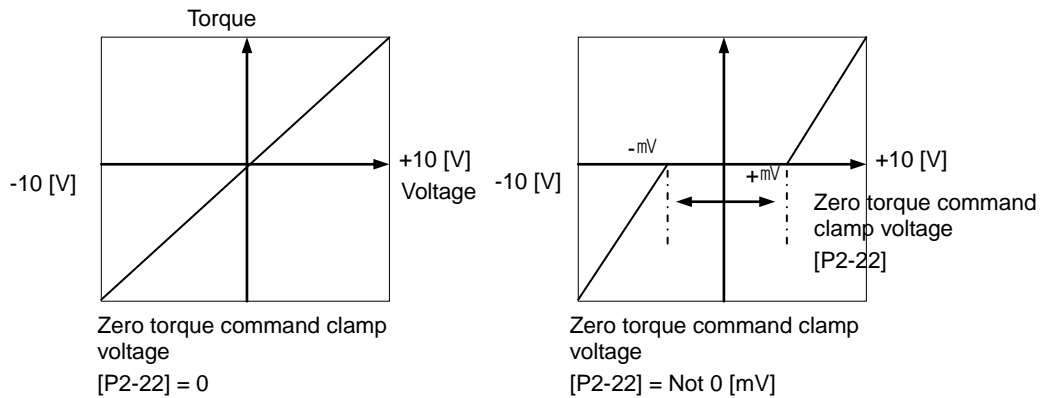 Torque
-10 [V]
+10 [V]
Voltage
Zero torque command clamp
voltage
[P2-22] = 0
-10 [V]
-mV
+mV
+10 [V]
Zero torque command
clamp voltage
[P2-22]
Zero torque command clamp
voltage
[P2-22] = Not 0 [mV]